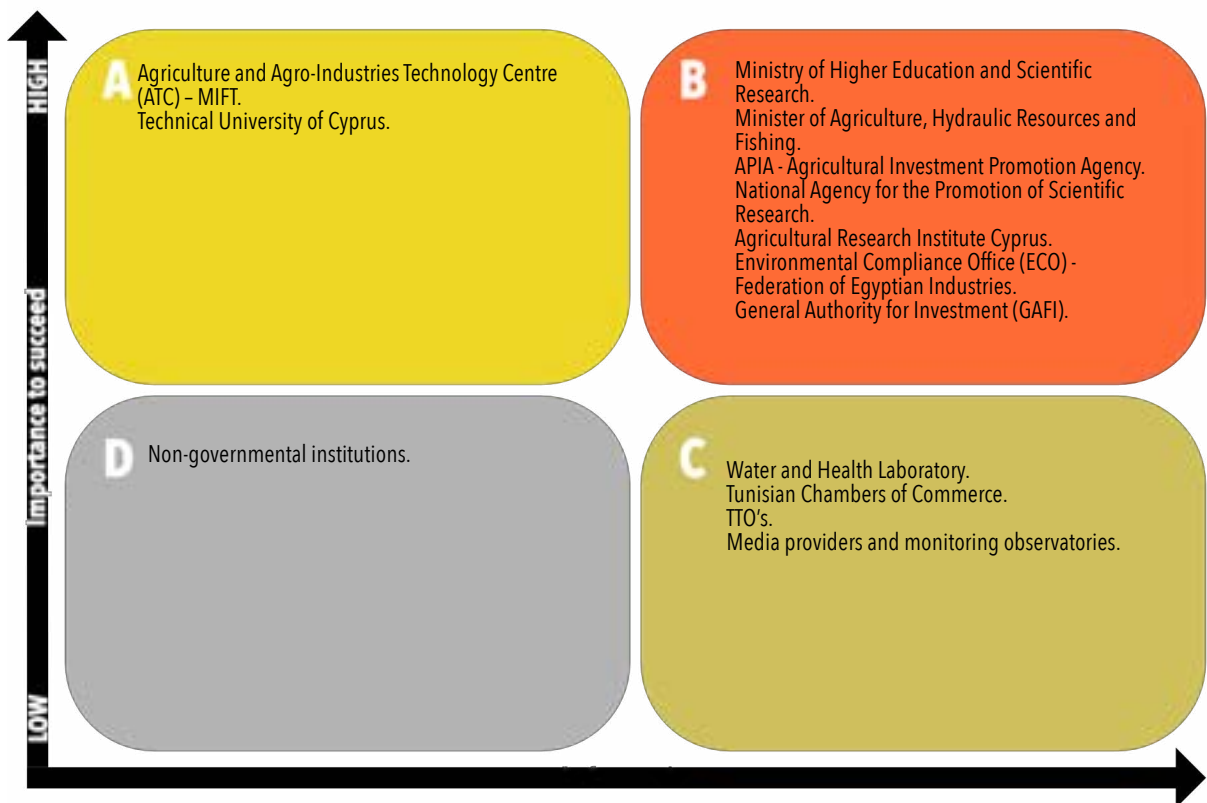 HIGH
A
Agriculture and Agro-Industries Technology Centre
(ATC) – MIFT.
Technical University of Cyprus.
B
Ministry of Higher Education and Scientific
Research.
Minister of Agriculture, Hydraulic Resources and
Fishing.
APIA - Agricultural Investment Promotion Agency.
National Agency for the Promotion of Scientific
Research.
Agricultural Research Institute Cyprus.
Environmental Compliance Office (ECO) -
Federation of Egyptian Industries.
General Authority for Investment (GAFI).
Importance to succeed
D
Non-governmental institutions.
C
Water and Health Laboratory.
Tunisian Chambers of Commerce.
TTO's.
Media providers and monitoring observatories.
LOW